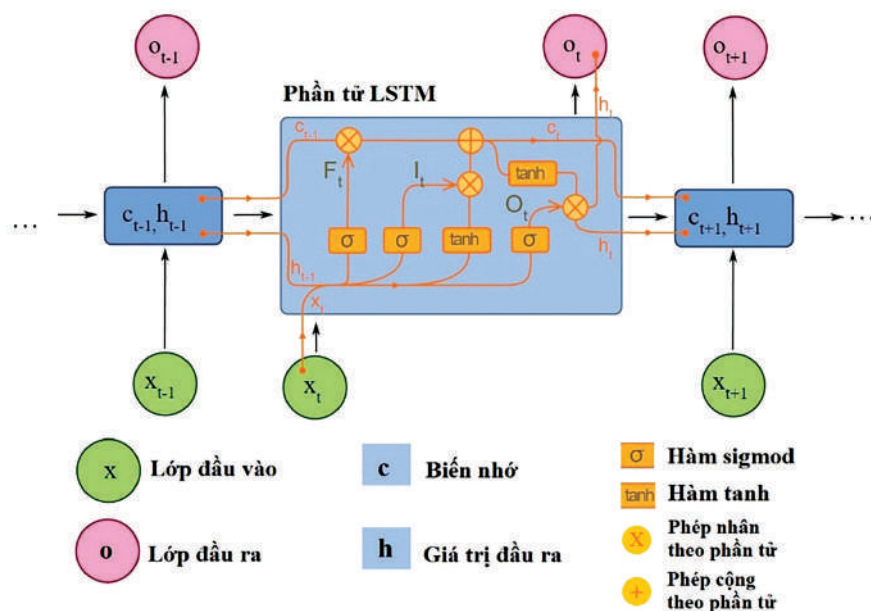 o t-1
o t
o t+1
Phần tử LSTM
h t
c t-1
c t
F t
I t
tanh
O t
... c t-1, h t-1
c t+1, h t+1 ...
σ σ tanh σ
h t-1
h t
x t
x t-1
x t
x t+1
x Lớp đầu vào
c Biến nhớ
σ Hàm sigmod
tanh Hàm tanh
o Lớp đầu ra
h Giá trị đầu ra
x Phép nhân
theo phần tử
+ Phép cộng
theo phần tử